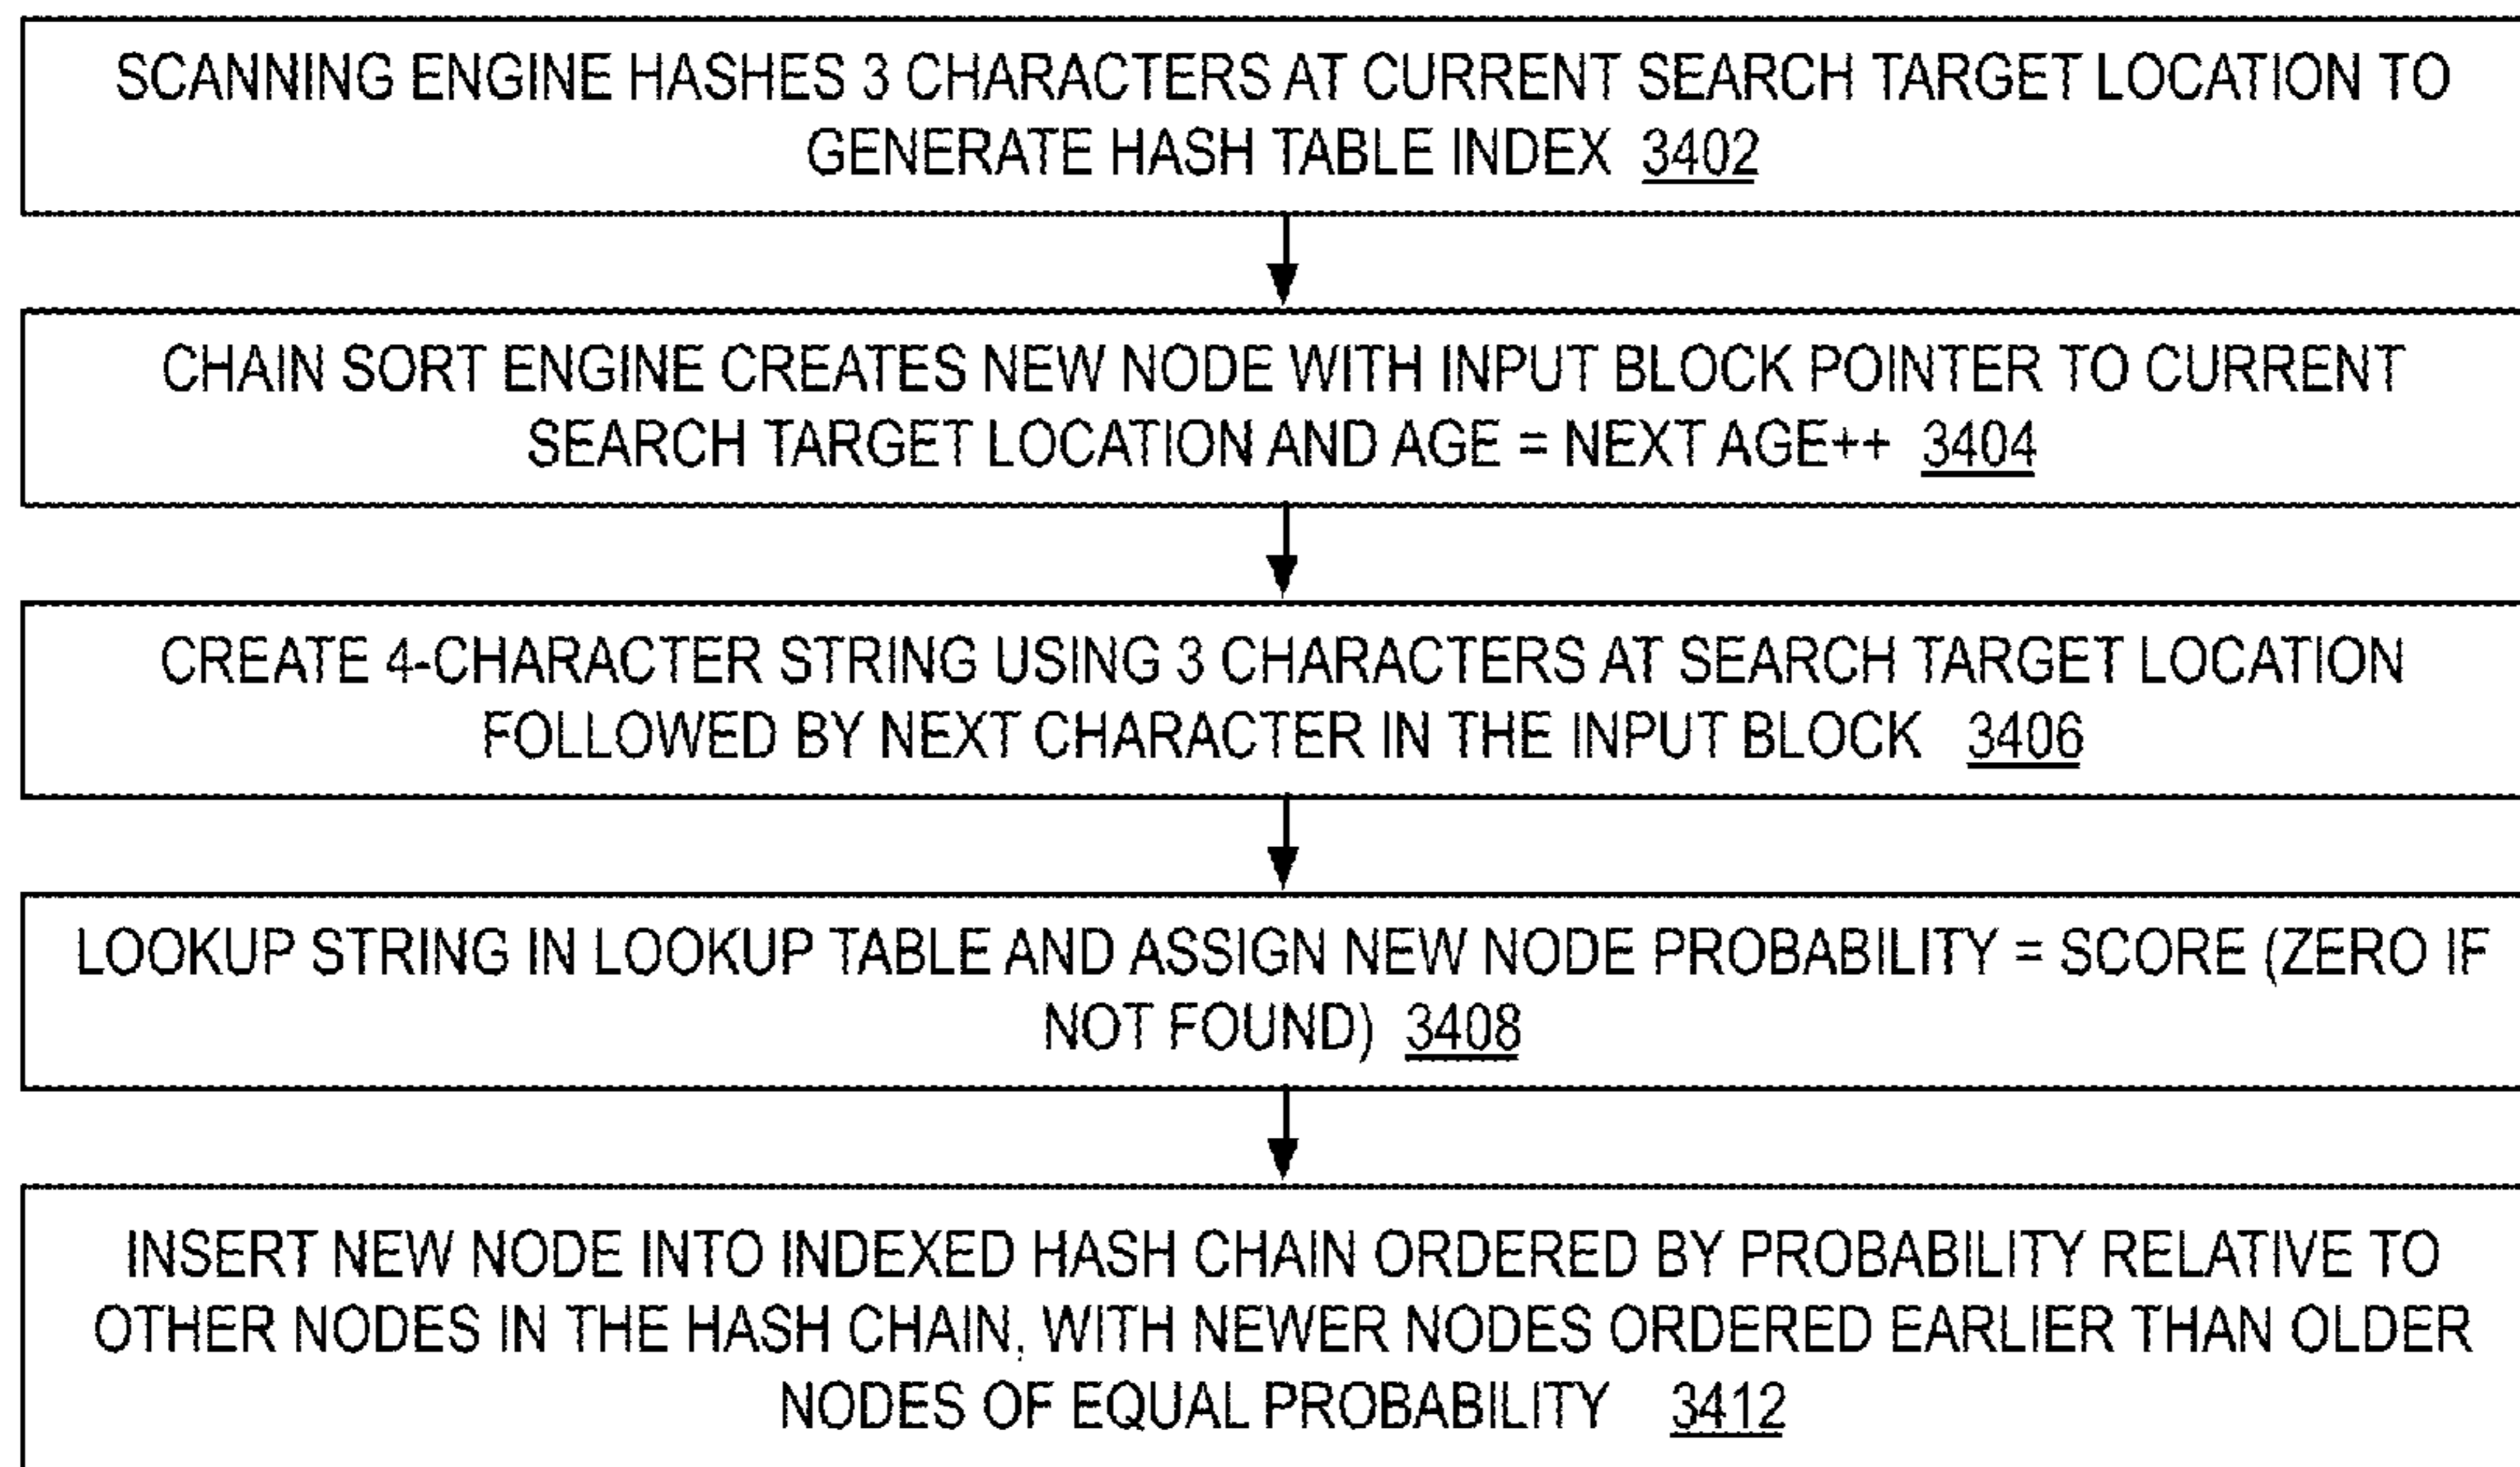 SCANNING ENGINE HASHES 3 CHARACTERS AT CURRENT SEARCH TARGET LOCATION TO
GENERATE HASH TABLE INDEX 3402
CHAIN SORT ENGINE CREATES NEW NODE WITH INPUT BLOCK POINTER TO CURRENT
SEARCH TARGET LOCATION AND AGE = NEXT AGE++ 3404
CREATE 4-CHARACTER STRING USING 3 CHARACTERS AT SEARCH TARGET LOCATION
FOLLOWED BY NEXT CHARACTER IN THE INPUT BLOCK 3406
LOOKUP STRING IN LOOKUP TABLE AND ASSIGN NEW NODE PROBABILITY = SCORE (ZERO IF
NOT FOUND) 3408
INSERT NEW NODE INTO INDEXED HASH CHAIN ORDERED BY PROBABILITY RELATIVE TO
OTHER NODES IN THE HASH CHAIN, WITH NEWER NODES ORDERED EARLIER THAN OLDER
NODES OF EQUAL PROBABILITY 3412